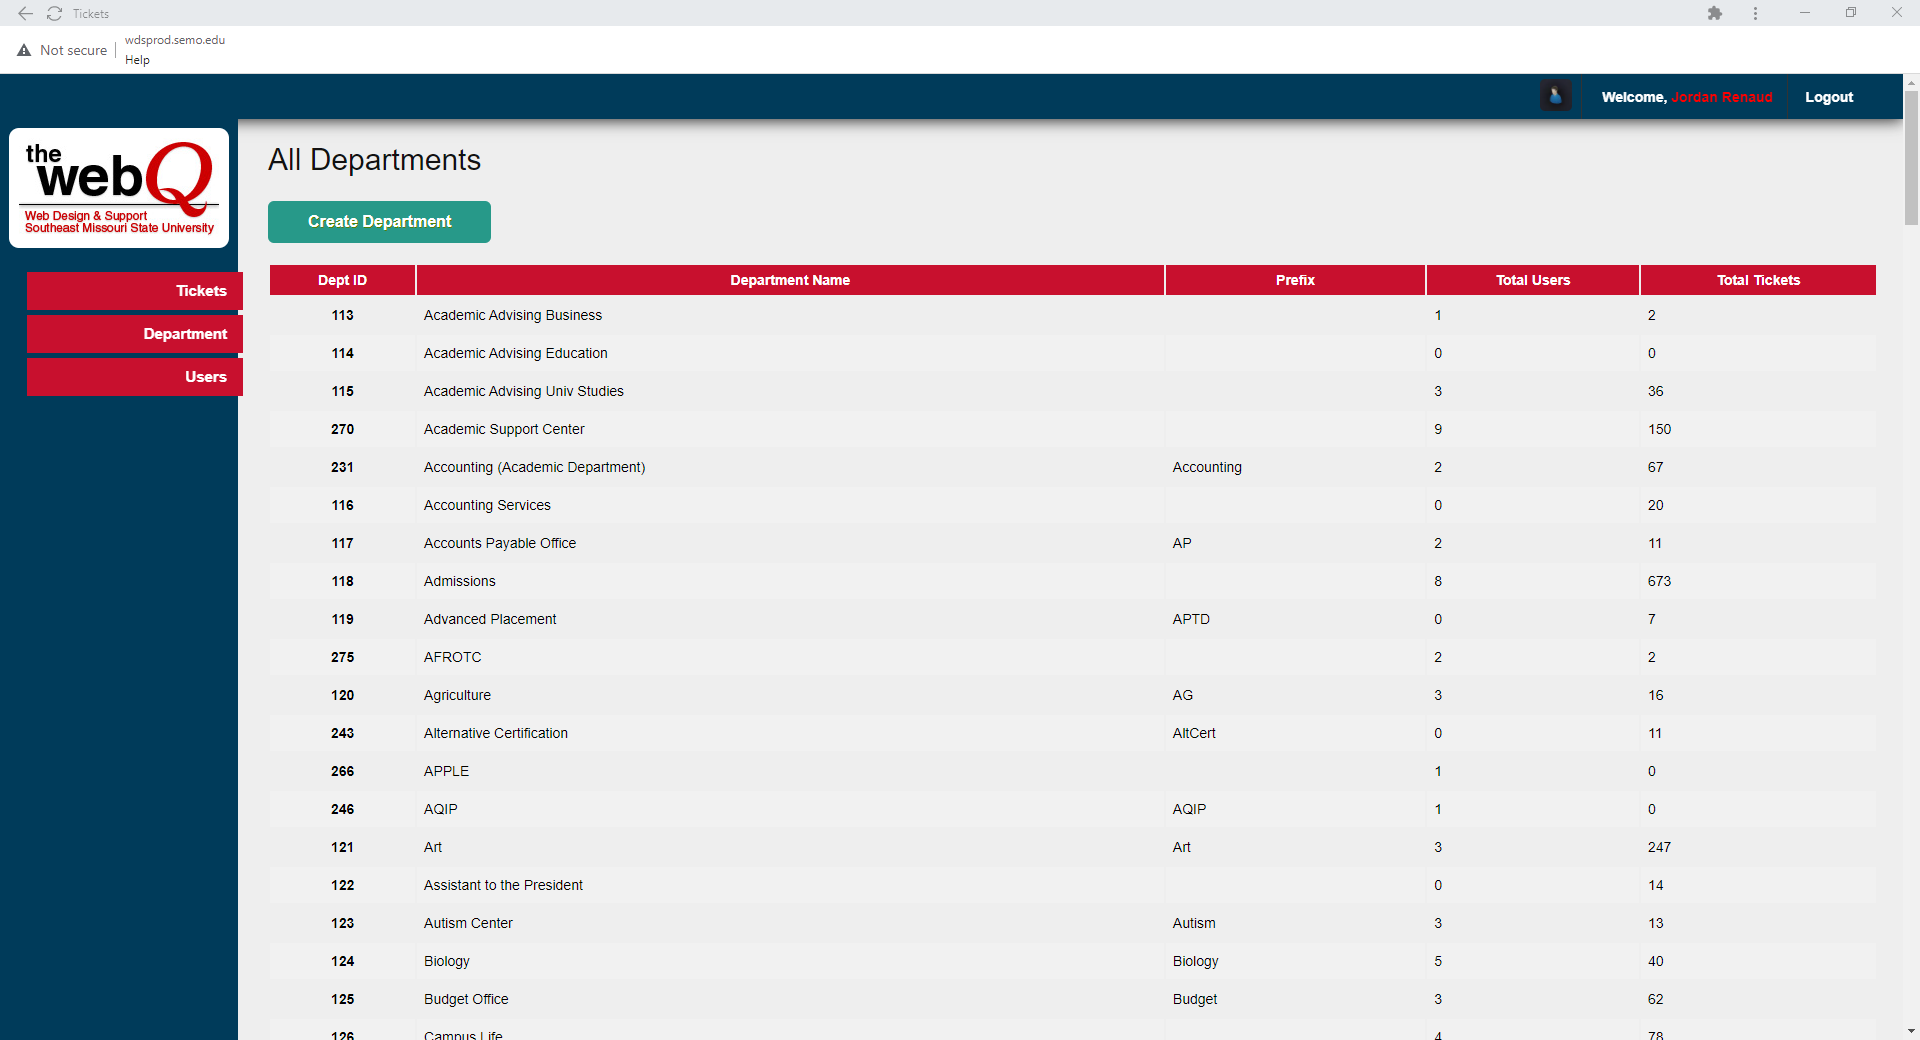 Tickets
Not secure
wdsprod.semo.edu
Help
Welcome, Jordan Renaud
Logout
the
webQ
Web Design & Support
Southeast Missouri State University
Tickets
Department
Users
All Departments
Create Department
Dept ID Department Name Prefix Total Users Total Tickets
113 Academic Advising Business 1 2
114 Academic Advising Education 0 0
115 Academic Advising Univ Studies 3 36
270 Academic Support Center 9 150
231 Accounting (Academic Department) Accounting 2 67
116 Accounting Services 0 20
117 Accounts Payable Office AP 2 11
118 Admissions 8 673
119 Advanced Placement APTD 0 7
275 AFROTC 2 2
120 Agriculture AG 3 16
243 Alternative Certification AltCert 0 11
266 APPLE 1 0
246 AQIP AQIP 1 0
121 Art Art 3 247
122 Assistant to the President 0 14
123 Autism Center Autism 3 13
124 Biology Biology 5 40
125 Budget Office Budget 3 62
126 Campus Life 4 78